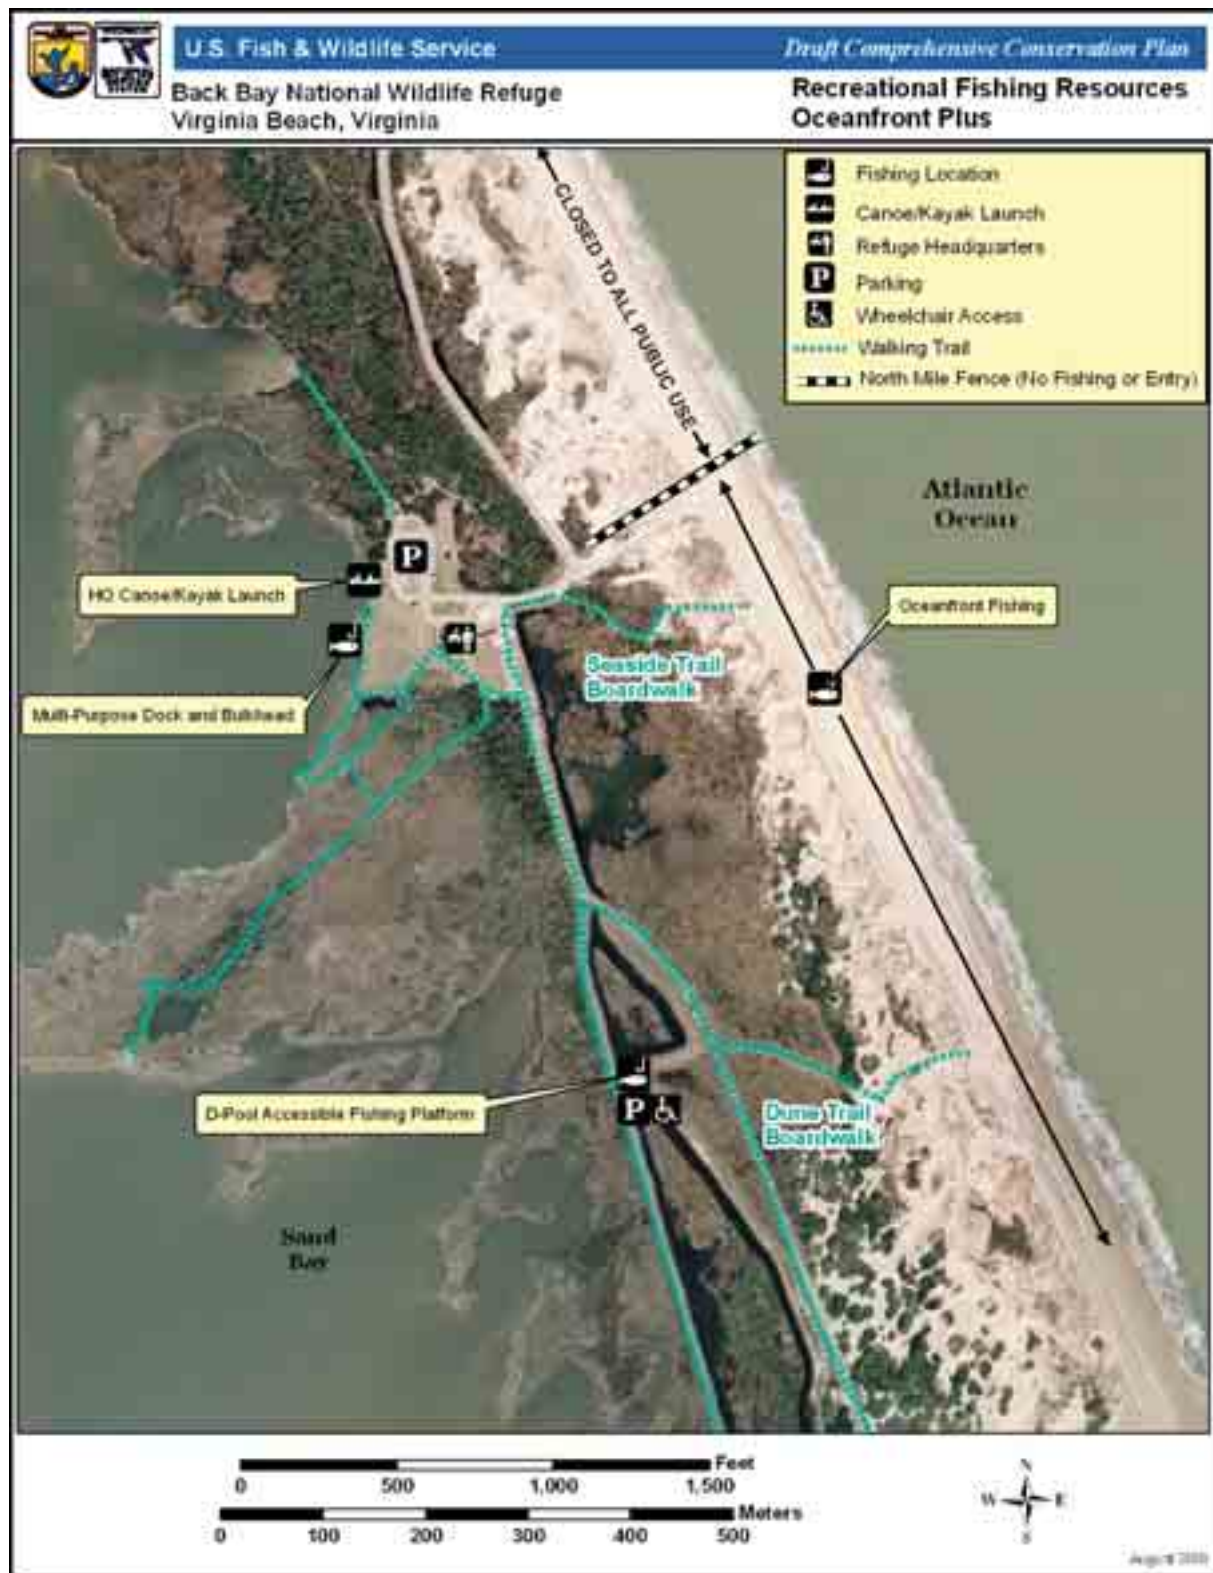 U.S. Fish & Wildlife Service
Draft Comprehensive Conservation Plan
Back Bay National Wildlife Refuge
Virginia Beach, Virginia
Recreational Fishing Resources
Oceanfront Plus
Fishing Location
Canoe/Kayak Launch
Refuge Headquarters
P
Parking
Wheelchair Access
Walking Trail
North Mile Fence (No Fishing or Entry)
CLOSED TO ALL PUBLIC USE
Atlantic
Ocean
P
HQ Canoe/Kayak Launch
Oceanfront Fishing
Seaside Trail
Boardwalk
Multi-Purpose Dock and Bulkhead
D-Pool Accessible Fishing Platform
P
Dune Trail
Boardwalk
Sand
Bay
Feet
0 500 1,000 1,500
Meters
0 100 200 300 400 500
N
W E
S
August